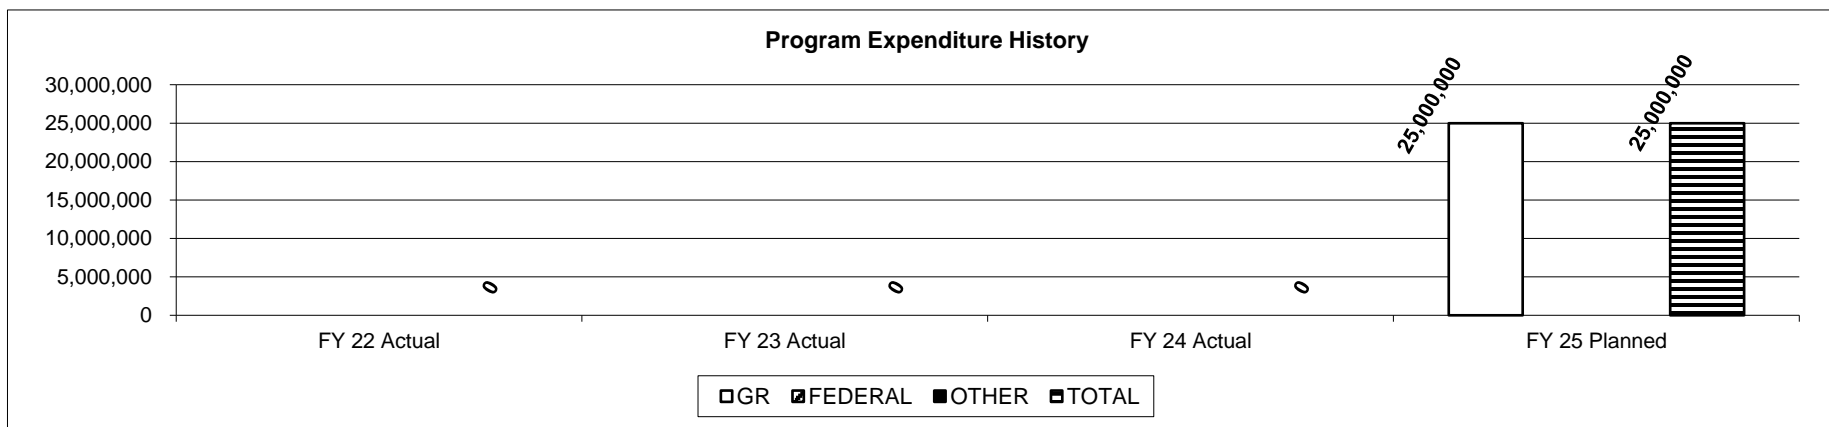 Program Expenditure History
30,000,000
25,000,000
20,000,000
15,000,000
10,000,000
5,000,000
0
25,000,000
25,000,000
0
0
0
FY 22 Actual
FY 23 Actual
FY 24 Actual
FY 25 Planned
GR FEDERAL OTHER TOTAL